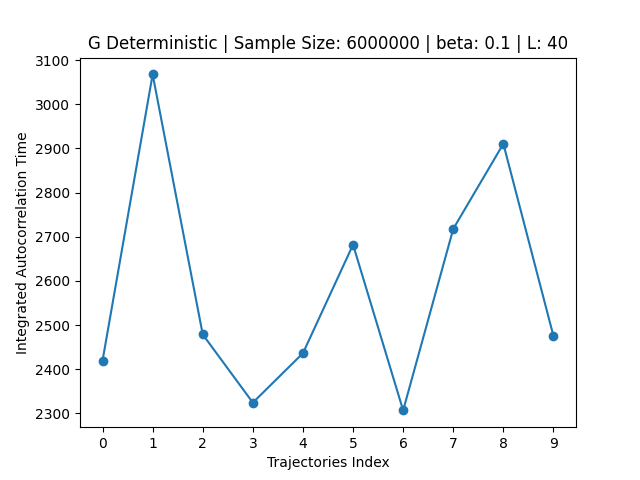 G Deterministic | Sample Size: 6000000 | beta: 0.1 | L: 40
3100
3000
2900
2800
2700
2600
2500
2400
2300
Integrated Autocorrelation Time
0 1 2 3 4 5 6 7 8 9
Trajectories Index